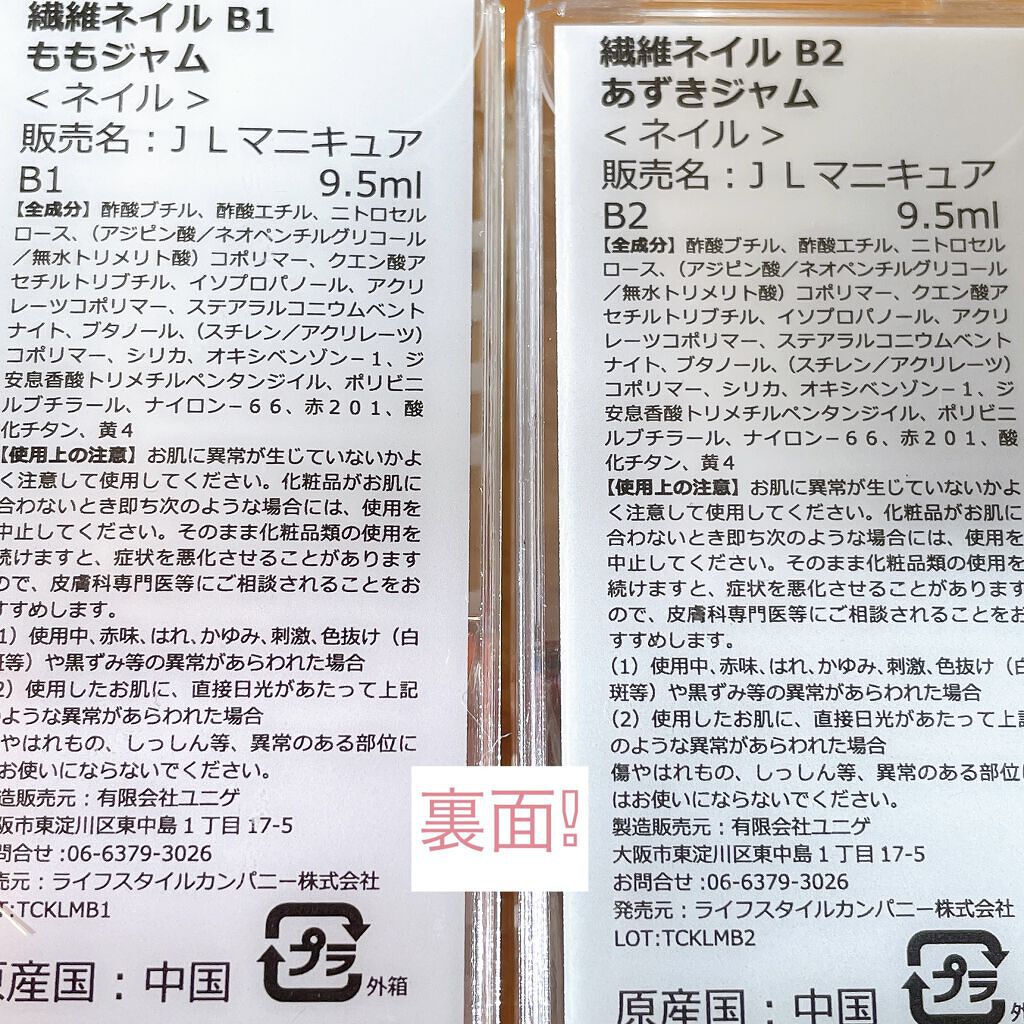 繊維ネイル B1
ももジャム
＜ネイル＞
販売名：ＪＬマニキュア
B1 9.5ml
【全成分】酢酸ブチル、酢酸エチル、ニトロセル
ロース、（アジピン酸／ネオペンチルグリコール
／無水トリメリト酸）コポリマー、クエン酸ア
セチルトリブチル、イソプロパノール、アクリ
レーツコポリマー、ステアラルコニウムベント
ナイト、ブタノール、（スチレン／アクリレーツ）
コポリマー、シリカ、オキシベンゾン－１、ジ
安息香酸トリメチルペンタンジイル、ポリビニ
ルブチラール、ナイロン－６６、赤２０１、酸
化チタン、黄４
【使用上の注意】お肌に異常が生じていないかよ
く注意して使用してください。化粧品がお肌に
合わないとき即ち次のような場合には、使用を
中止してください。そのまま化粧品類の使用を
続けますと、症状を悪化させることがあります
ので、皮膚科専門医等にご相談されることをお
すすめします。
1）使用中、赤味、はれ、かゆみ、刺激、色抜け（白
斑等）や黒ずみ等の異常があらわれた場合
2）使用したお肌に、直接日光があたって上記
ような異常があらわれた場合
やはれもの、しっしん等、異常のある部位に
お使いにならないでください。
造販売元：有限会社ユニゲ
阪市東淀川区東中島１丁目 17-5
問合せ :06-6379-3026
売元：ライフスタイルカンパニー株式会社
T:TCKLMB1
原産国：中国
プラ
外箱
繊維ネイル B2
あずきジャム
＜ネイル＞
販売名：ＪＬマニキュア
B2 9.5ml
【全成分】酢酸ブチル、酢酸エチル、ニトロセル
ロース、（アジピン酸／ネオペンチルグリコール
／無水トリメリト酸）コポリマー、クエン酸ア
セチルトリブチル、イソプロパノール、アクリ
レーツコポリマー、ステアラルコニウムベント
ナイト、ブタノール、（スチレン／アクリレーツ）
コポリマー、シリカ、オキシベンゾン－１、ジ
安息香酸トリメチルペンタンジイル、ポリビニ
ルブチラール、ナイロン－６６、赤２０１、酸
化チタン、黄４
【使用上の注意】お肌に異常が生じていないかよ
く注意して使用してください。化粧品がお肌に
合わないとき即ち次のような場合には、使用を
中止してください。そのまま化粧品類の使用を
続けますと、症状を悪化させることがあります
ので、皮膚科専門医等にご相談されることをお
すすめします。
（1）使用中、赤味、はれ、かゆみ、刺激、色抜け（白
斑等）や黒ずみ等の異常があらわれた場合
（2）使用したお肌に、直接日光があたって上記
のような異常があらわれた場合
傷やはれもの、しっしん等、異常のある部位に
はお使いにならないでください。
製造販売元：有限会社ユニゲ
大阪市東淀川区東中島１丁目 17-5
お問合せ :06-6379-3026
発売元：ライフスタイルカンパニー株式会社
LOT:TCKLMB2
原産国：中国
プラ
裏面!